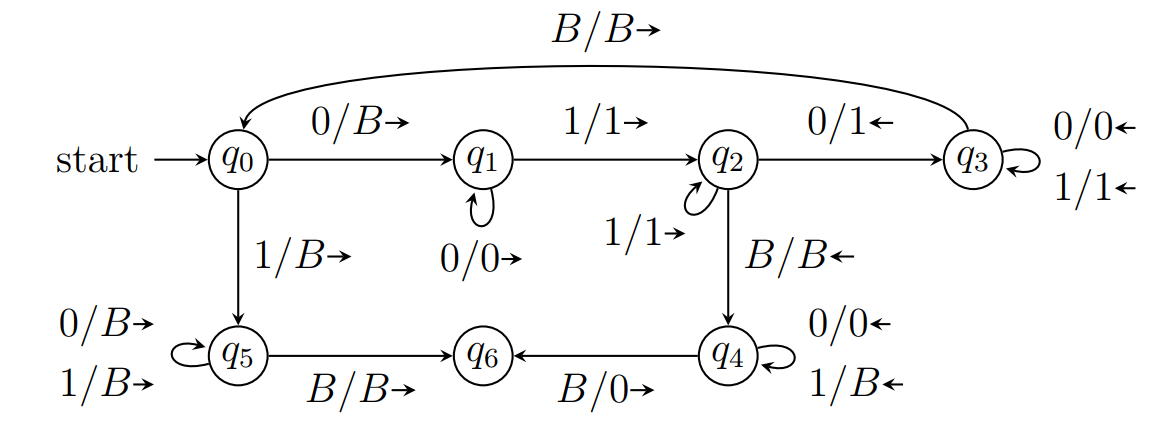 B/B→
0/B→ 1/1→ 0/1← 0/0←
start q0 q1 q2 q3
1/1←
1/1→
1/B→ 0/0→ B/B←
0/B→ 0/0←
q5 q6 q4
1/B→ B/B→ B/0→ 1/B←